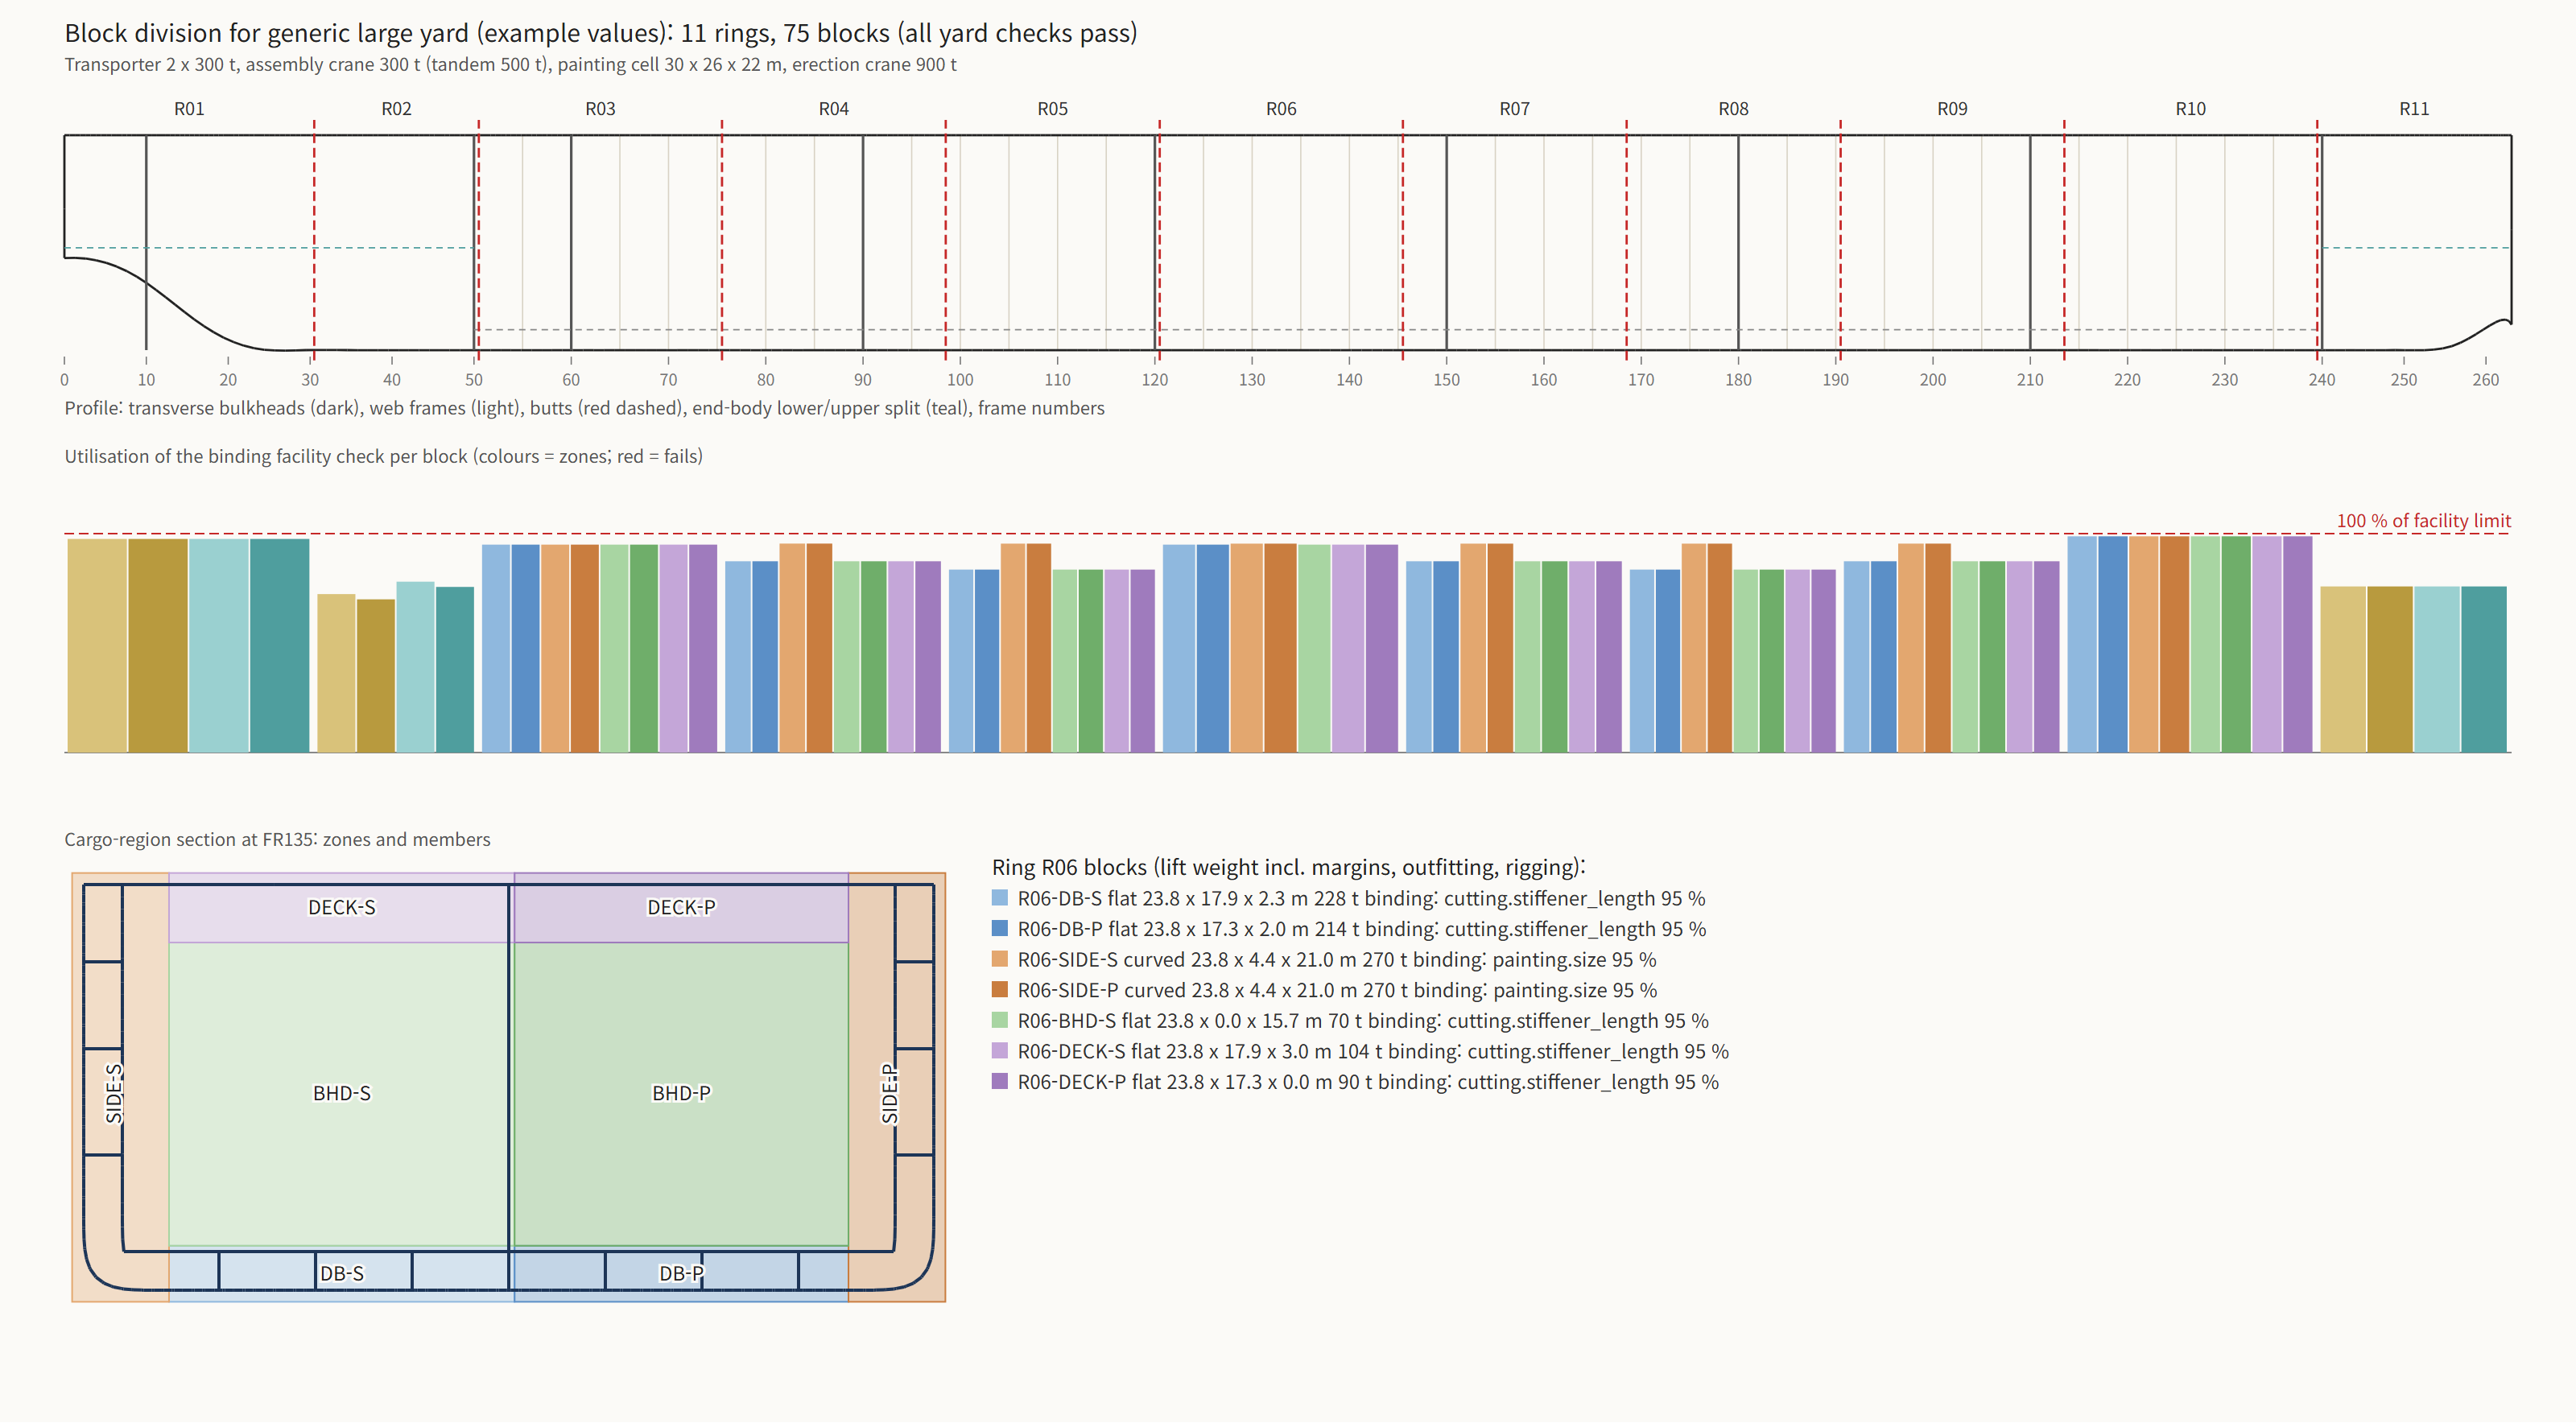 Block division for generic large yard (example values): 11 rings, 75 blocks (all yard checks pass)
Transporter 2 x 300 t, assembly crane 300 t (tandem 500 t), painting cell 30 x 26 x 22 m, erection crane 900 t
R01 R02 R03 R04 R05 R06 R07 R08 R09 R10 R11
0 10 20 30 40 50 60 70 80 90 100 110 120 130 140 150 160 170 180 190 200 210 220 230 240 250 260
Profile: transverse bulkheads (dark), web frames (light), butts (red dashed), end-body lower/upper split (teal), frame numbers
Utilisation of the binding facility check per block (colours = zones; red = fails)
100 % of facility limit
Cargo-region section at FR135: zones and members
DECK-S DECK-P
SIDE-S BHD-S BHD-P SIDE-P
DB-S DB-P
Ring R06 blocks (lift weight incl. margins, outfitting, rigging):
R06-DB-S flat 23.8 x 17.9 x 2.3 m 228 t binding: cutting.stiffener_length 95 %
R06-DB-P flat 23.8 x 17.3 x 2.0 m 214 t binding: cutting.stiffener_length 95 %
R06-SIDE-S curved 23.8 x 4.4 x 21.0 m 270 t binding: painting.size 95 %
R06-SIDE-P curved 23.8 x 4.4 x 21.0 m 270 t binding: painting.size 95 %
R06-BHD-S flat 23.8 x 0.0 x 15.7 m 70 t binding: cutting.stiffener_length 95 %
R06-DECK-S flat 23.8 x 17.9 x 3.0 m 104 t binding: cutting.stiffener_length 95 %
R06-DECK-P flat 23.8 x 17.3 x 0.0 m 90 t binding: cutting.stiffener_length 95 %